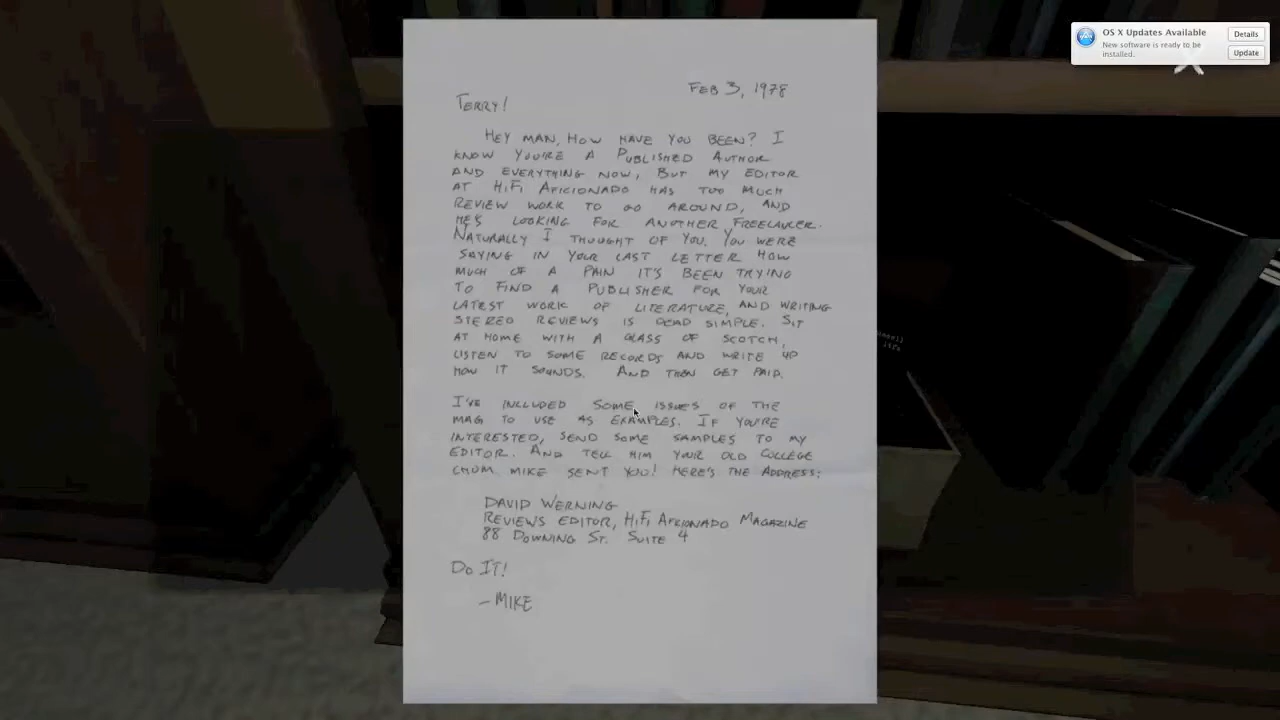 OS X Updates Available
Details
New software is ready to be
installed.
Update
FEB 3, 1978
TERRY!
HEY MAN, HOW HAVE YOU BEEN? I
KNOW YOU'RE A PUBLISHED AUTHOR
AND EVERYTHING NOW, BUT MY EDITOR
AT HIFI AFICIONADO HAS TOO MUCH
REVIEW WORK TO GO AROUND, AND
HE'S LOOKING FOR ANOTHER FREELANCER.
NATURALLY I THOUGHT OF YOU. YOU WERE
SAYING IN YOUR LAST LETTER HOW
MUCH OF A PAIN IT'S BEEN TRYING
TO FIND A PUBLISHER FOR YOUR
LATEST WORK OF LITERATURE, AND WRITING
STEREO REVIEWS IS DEAD SIMPLE. SIT
AT HOME WITH A GLASS OF SCOTCH,
LISTEN TO SOME RECORDS AND WRITE UP
HOW IT SOUNDS. AND THEN GET PAID.
I'VE INCLUDED SOME ISSUES OF THE
MAG TO USE AS EXAMPLES. IF YOU'RE
INTERESTED, SEND SOME SAMPLES TO MY
EDITOR. AND TELL HIM YOUR OLD COLLEGE
CHUM MIKE SENT YOU! HERE'S THE ADDRESS:
DAVID WERNING
REVIEWS EDITOR, HIFI AFICIONADO MAGAZINE
88 DOWNING ST. SUITE 4
DO IT!
- MIKE